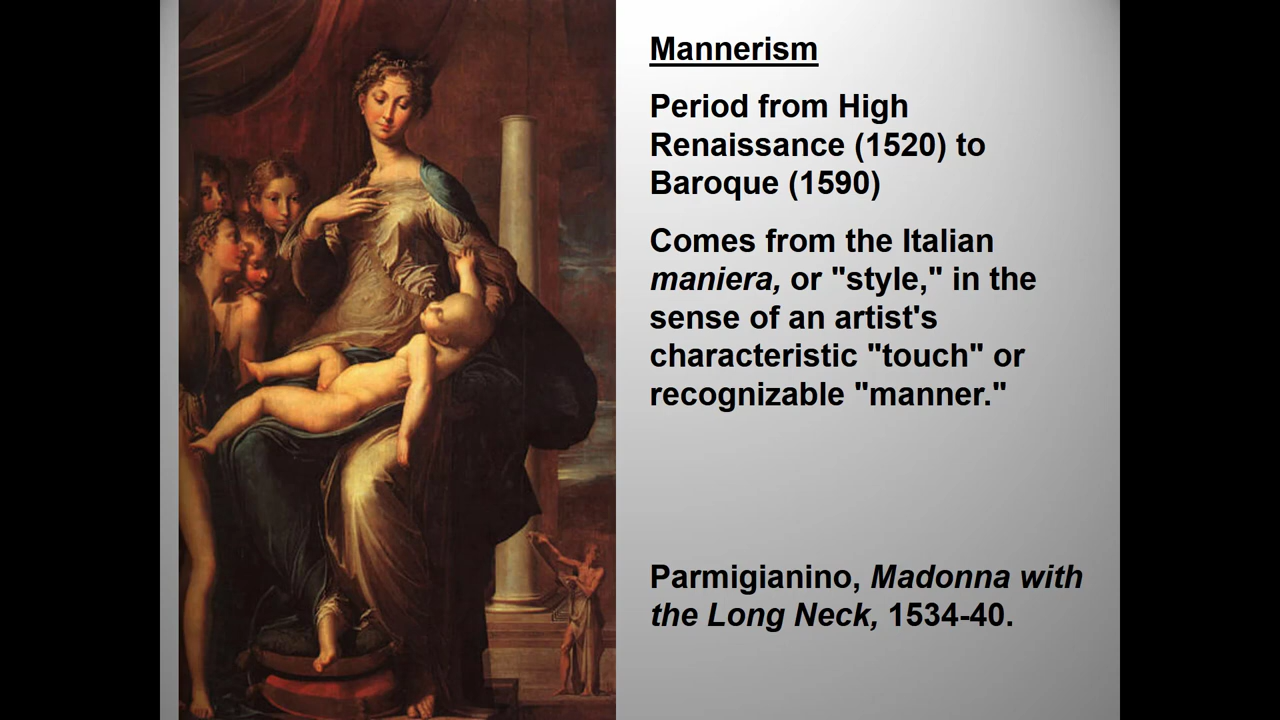 Mannerism
Period from High
Renaissance (1520) to
Baroque (1590)
Comes from the Italian
maniera, or "style," in the
sense of an artist's
characteristic "touch" or
recognizable "manner."
Parmigianino, Madonna with
the Long Neck, 1534-40.